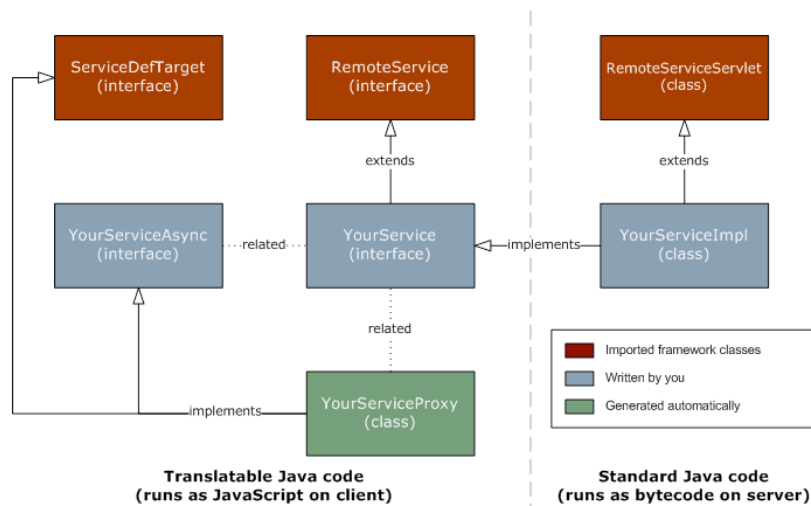 ServiceDefTarget
(interface)
RemoteService
(interface)
RemoteServiceServlet
(class)
extends
extends
YourServiceAsync
(interface)
related
YourService
(interface)
implements
YourServiceImpl
(class)
related
Imported framework classes
Written by you
Generated automatically
implements
YourServiceProxy
(class)
Translatable Java code
(runs as JavaScript on client)
Standard Java code
(runs as bytecode on server)